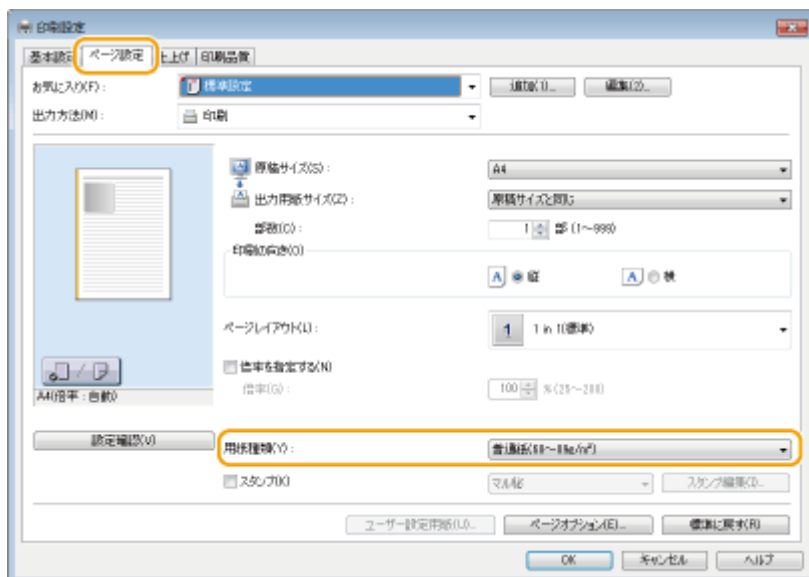 印刷設定
基本設定 ページ設定 仕上げ 印刷品質
お気に入り(F): 標準設定 追加(1)... 編集(2)...
出力方法(M): 印刷
原稿サイズ(S): A4
出力用紙サイズ(Z): 原稿サイズと同じ
部数(C): 1 部 (1～999)
印刷の向き(O)
A 縦 A 横
ページレイアウト(L): 1 1 in 1(標準)
倍率を指定する(N)
倍率(G): 100 % (25～200)
A4(倍率:自動)
設定確認(V)
用紙種類(Y): 普通紙
スタンプ(K) マル秘 スタンプ編集(D)...
ユーザー設定用紙(U)... ページオプション(E)... 標準に戻す(R)
OK キャンセル ヘルプ